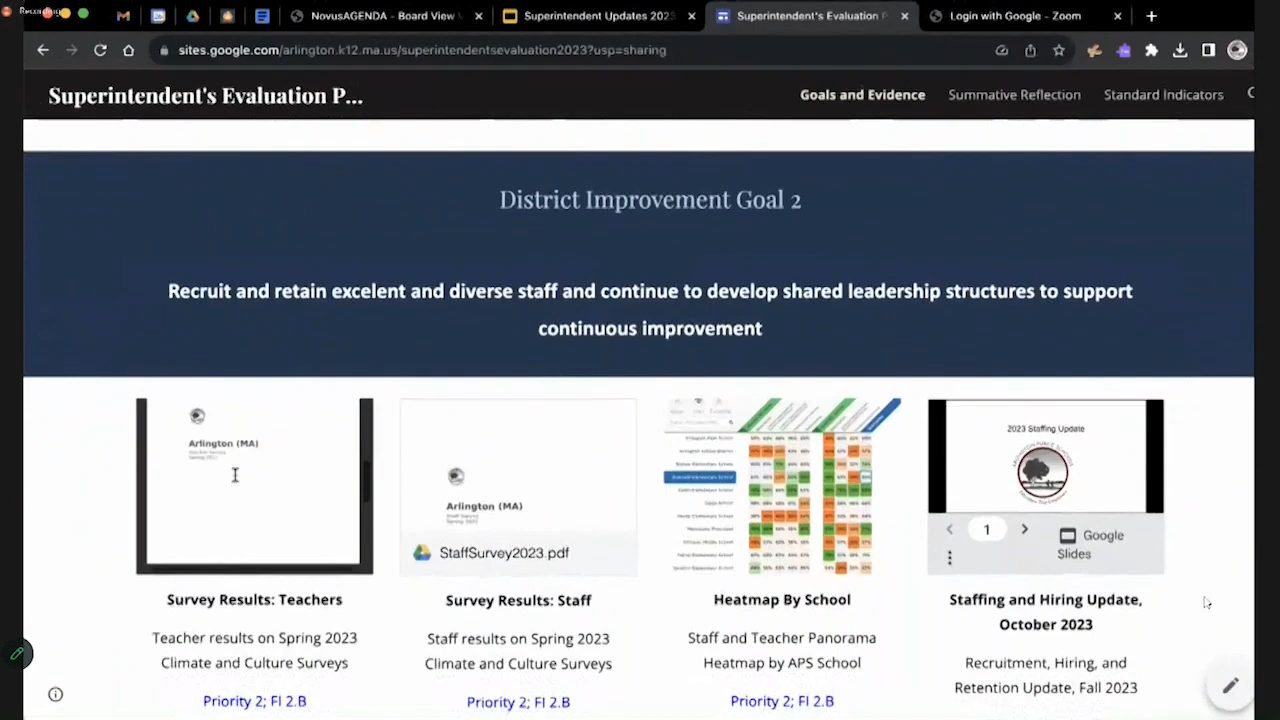 Recording
NovusAGENDA - Board View
Superintendent Updates 2023
Superintendent's Evaluation P
Login with Google - Zoom
sites.google.com/arlington.k12.ma.us/superintendentsevaluation2023?usp=sharing
Superintendent's Evaluation P...
Goals and Evidence
Summative Reflection
Standard Indicators
District Improvement Goal 2
Recruit and retain excelent and diverse staff and continue to develop shared leadership structures to support
continuous improvement
Arlington (MA)
Arlington (MA)
StaffSurvey2023.pdf
2023 Staffing Update
1
Google
Slides
Survey Results: Teachers
Teacher results on Spring 2023
Climate and Culture Surveys
Priority 2; FI 2.B
Survey Results: Staff
Staff results on Spring 2023
Climate and Culture Surveys
Priority 2; FI 2.B
Heatmap By School
Staff and Teacher Panorama
Heatmap by APS School
Priority 2; FI 2.B
Staffing and Hiring Update,
October 2023
Recruitment, Hiring, and
Retention Update, Fall 2023